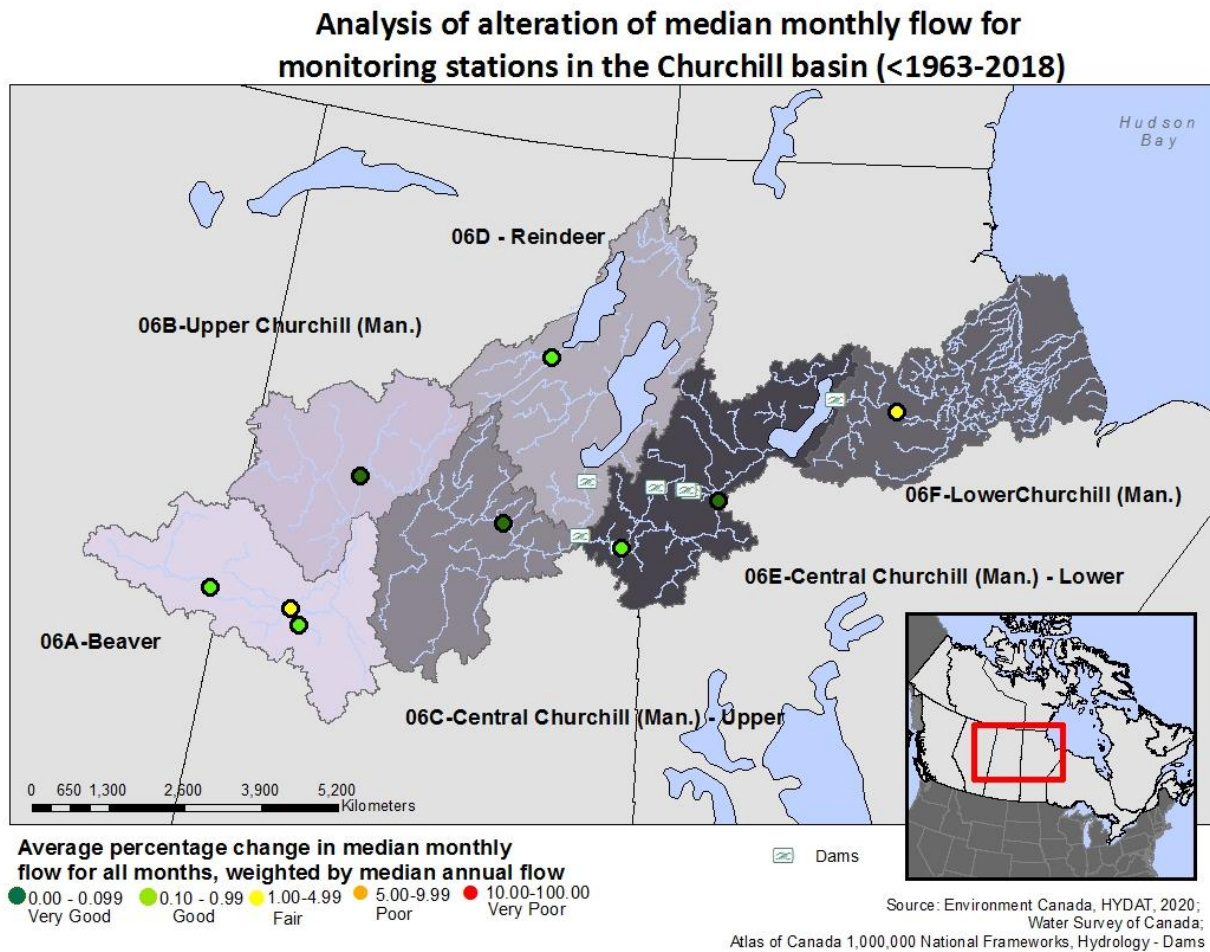 Analysis of alteration of median monthly flow for
monitoring stations in the Churchill basin (<1963-2018)
Hudson
Bay
06D - Reindeer
06B-Upper Churchill (Man.)
06F-LowerChurchill (Man.)
06E-Central Churchill (Man.) - Lower
06A-Beaver
06C-Central Churchill (Man.) - Upper
0 650 1,300 2,600 3,900 5,200
Kilometers
Average percentage change in median monthly
flow for all months, weighted by median annual flow
0.00 - 0.099 0.10 - 0.99 1.00-4.99 5.00-9.99 10.00-100.00
Very Good Good Fair Poor Very Poor
Dams
Source: Environment Canada, HYDAT, 2020;
Water Survey of Canada;
Atlas of Canada 1,000,000 National Frameworks, Hydrology - Dams